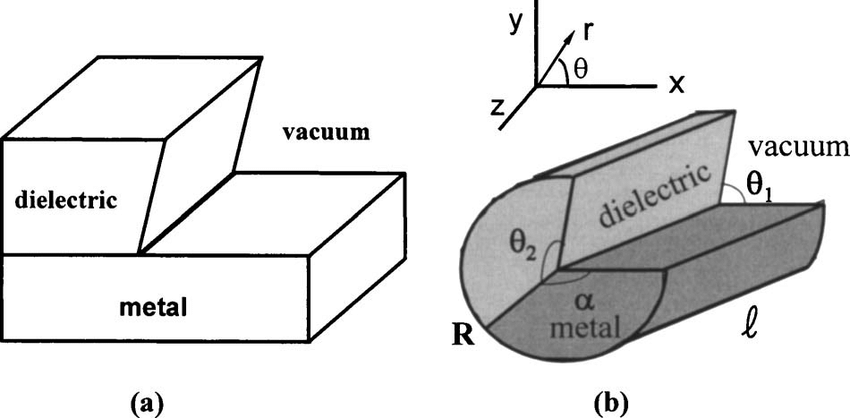 y
r
θ
x
z
vacuum
dielectric
metal
(a)
vacuum
dielectric
θ1
θ2
α
metal
R
ℓ
(b)